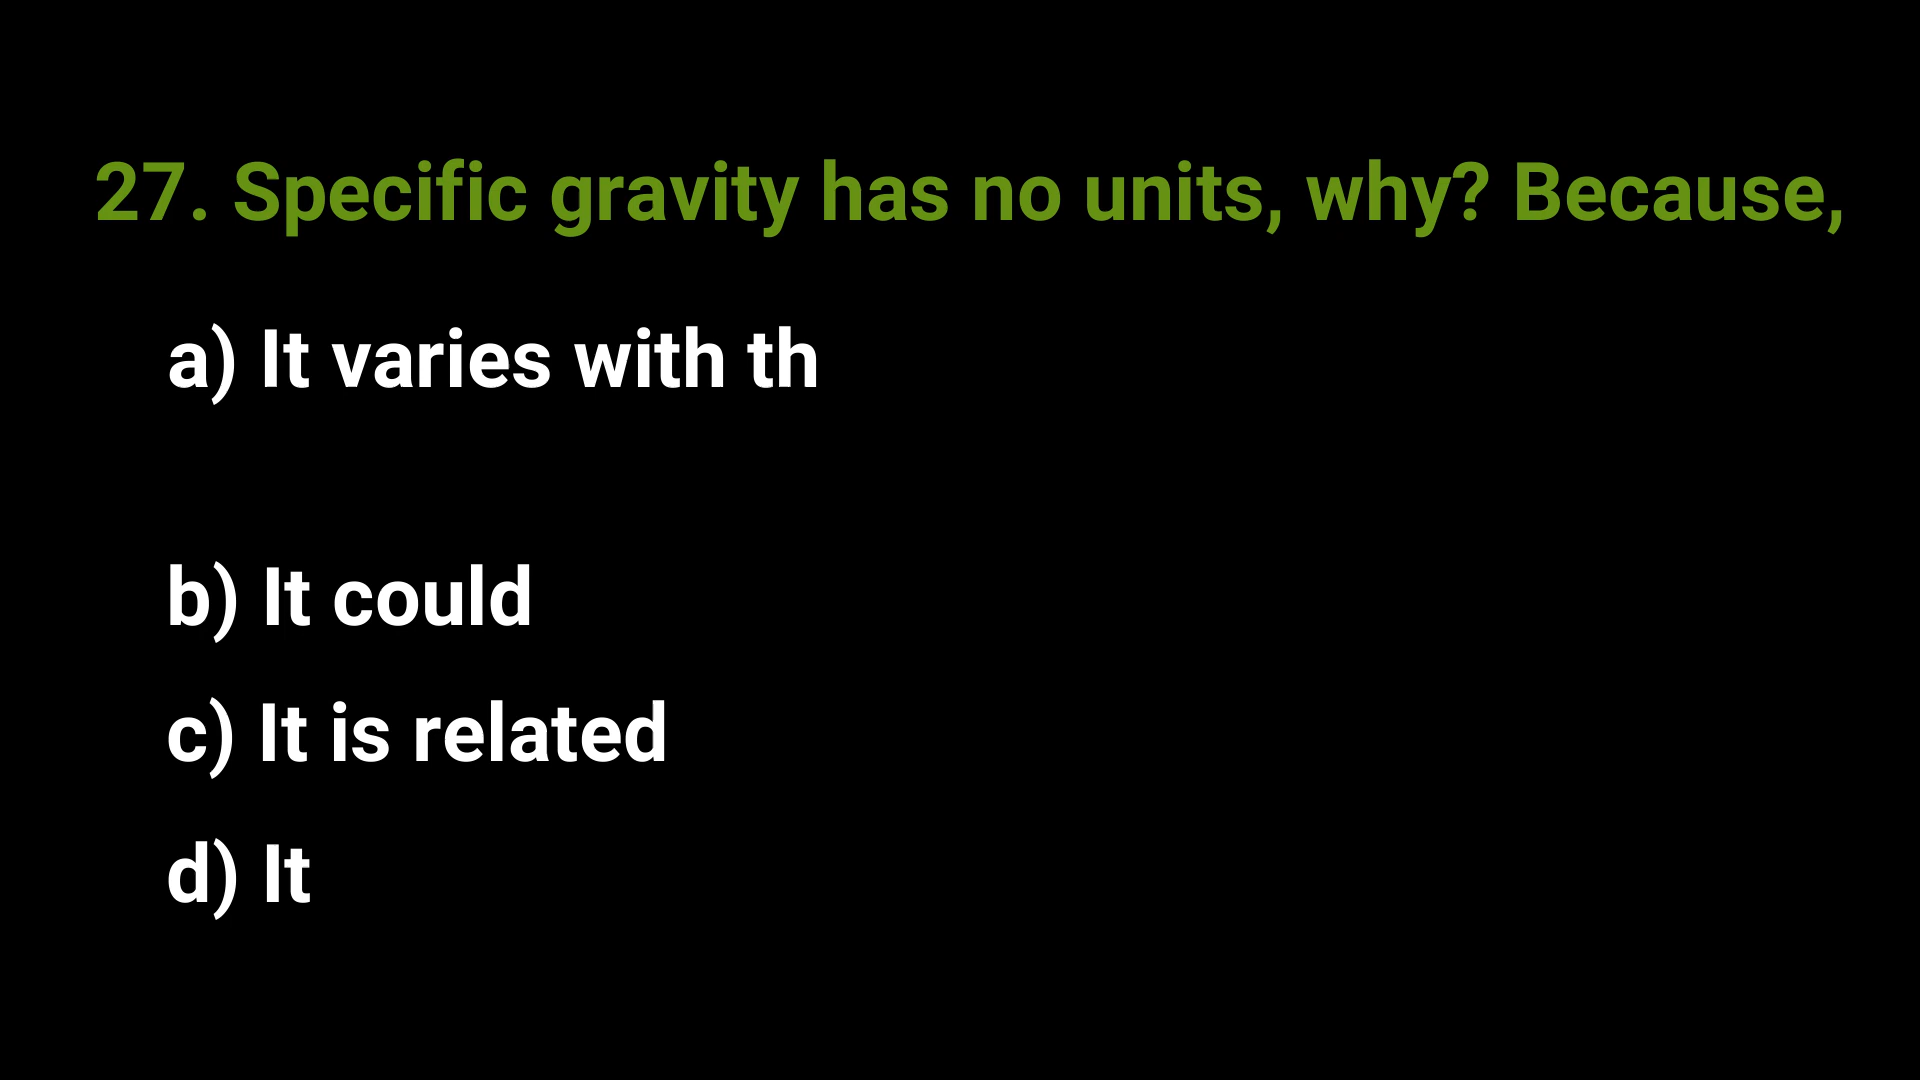 27. Specific gravity has no units, why? Because,
a) It varies with th
b) It could
c) It is related
d) It